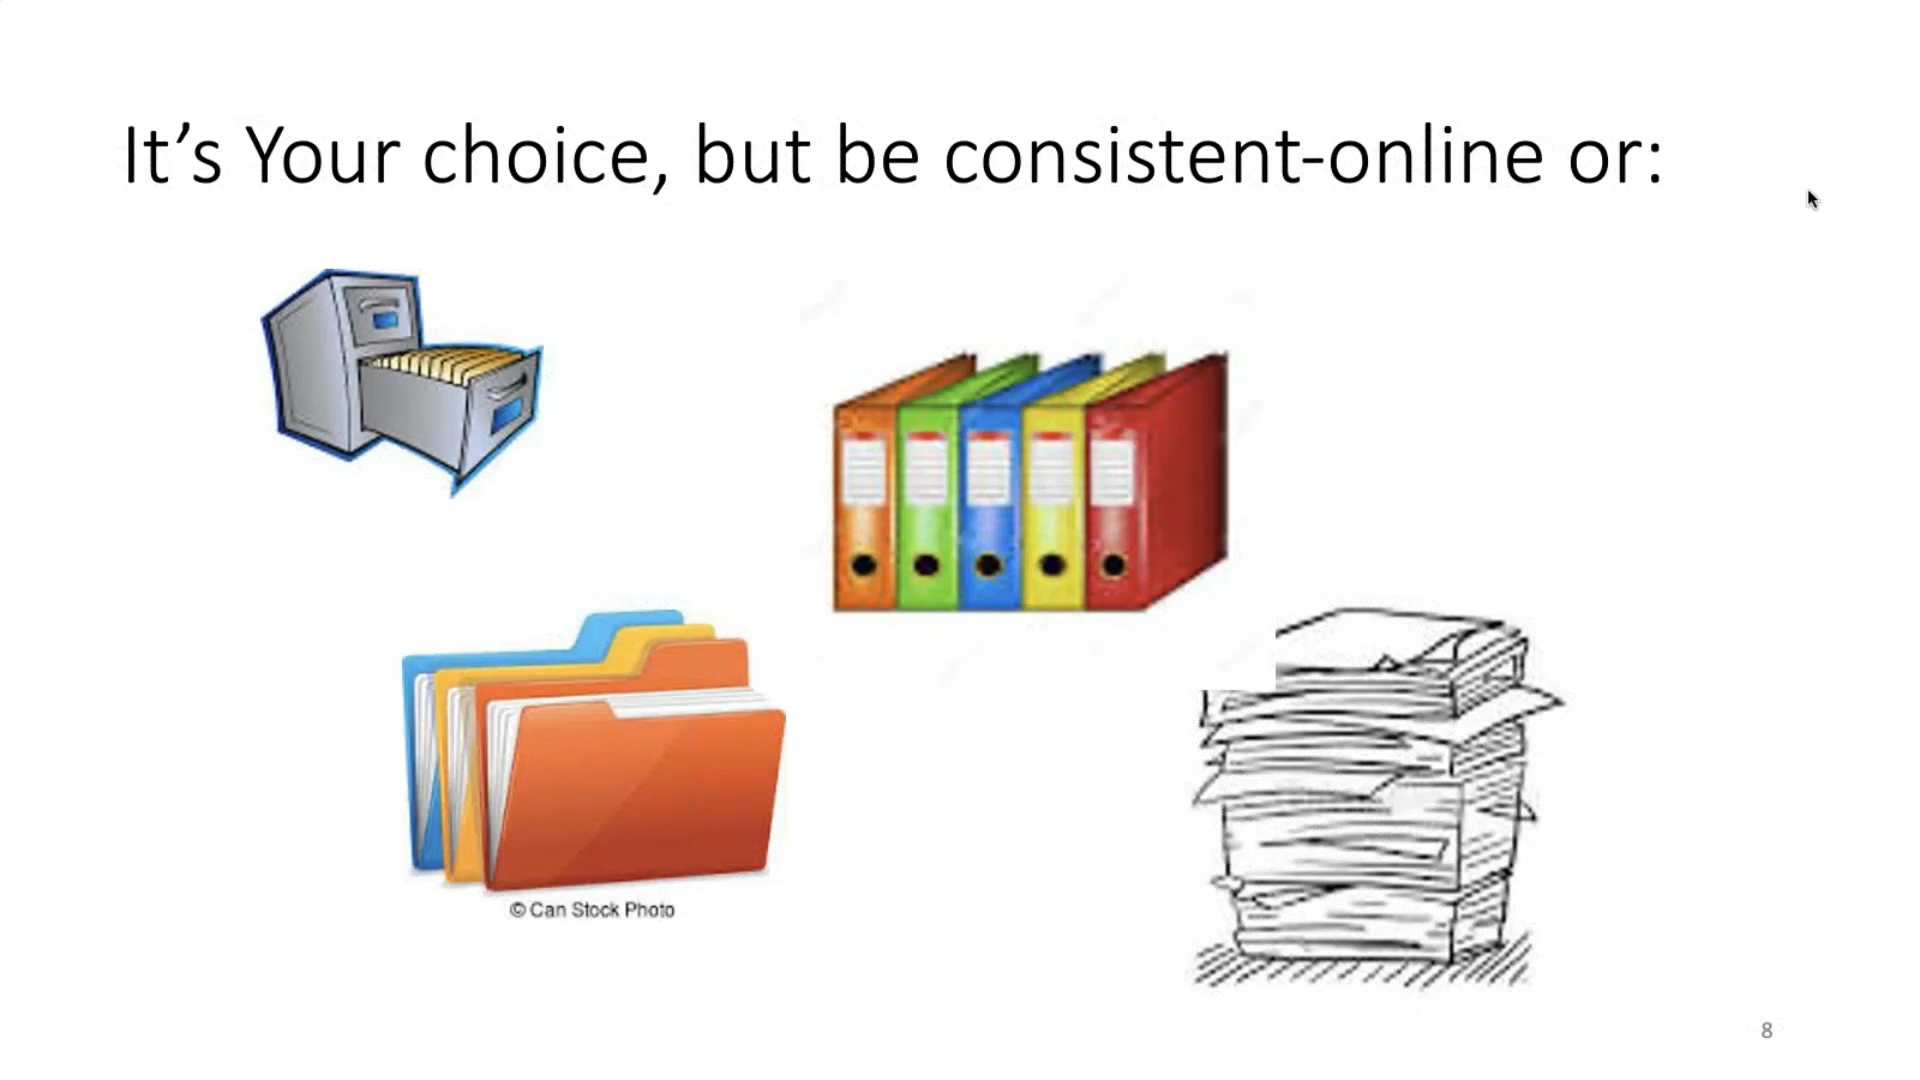 It’s Your choice, but be consistent-online or:
© Can Stock Photo
8